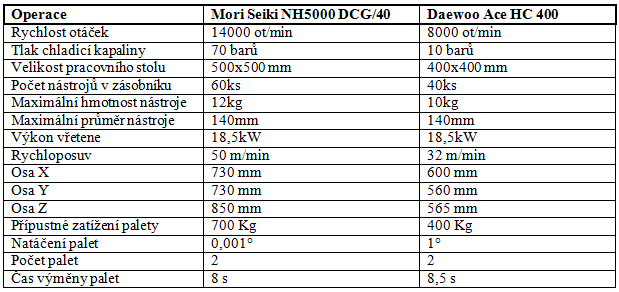 Operace Mori Seiki NH5000 DCG/40 Daewoo Ace HC 400
Rychlost otáček 14000 ot/min 8000 ot/min
Tlak chladicí kapaliny 70 barů 10 barů
Velikost pracovního stolu 500x500 mm 400x400 mm
Počet nástrojů v zásobníku 60ks 40ks
Maximální hmotnost nástroje 12kg 10kg
Maximální průměr nástroje 140mm 140mm
Výkon vřetene 18,5kW 18,5kW
Rychloposuv 50 m/min 32 m/min
Osa X 730 mm 600 mm
Osa Y 730 mm 560 mm
Osa Z 850 mm 565 mm
Přípustné zatížení palety 700 Kg 400 Kg
Natáčení palet 0,001° 1°
Počet palet 2 2
Čas výměny palet 8 s 8,5 s